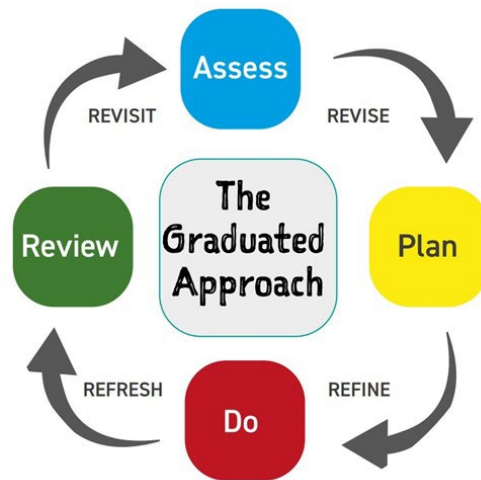 Assess
REVISIT
REVISE
The
Graduated
Approach
Review
Plan
REFRESH
REFINE
Do